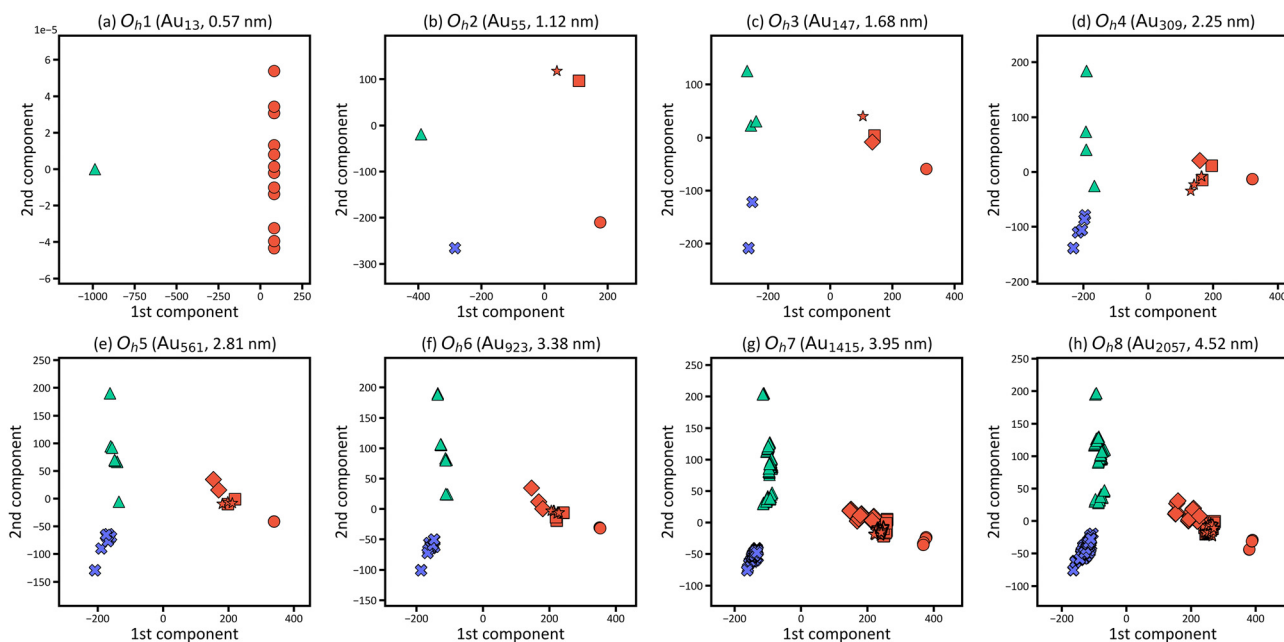 (a) Oh1 (Au13, 0.57 nm)
1e−5
6
4
2
0
−2
−4
−6
2nd component
−1000 −750 −500 −250 0 250
1st component
(b) Oh2 (Au55, 1.12 nm)
100
0
−100
−200
−300
2nd component
−400 −200 0 200
1st component
(c) Oh3 (Au147, 1.68 nm)
100
0
−100
−200
2nd component
−200 0 200 400
1st component
(d) Oh4 (Au309, 2.25 nm)
200
100
0
−100
−200
2nd component
−200 0 200 400
1st component
(e) Oh5 (Au561, 2.81 nm)
250
200
150
100
50
0
−50
−100
−150
2nd component
−200 0 200 400
1st component
(f) Oh6 (Au923, 3.38 nm)
250
200
150
100
50
0
−50
−100
−150
2nd component
−200 0 200 400
1st component
(g) Oh7 (Au1415, 3.95 nm)
250
200
150
100
50
0
−50
−100
2nd component
−200 0 200 400
1st component
(h) Oh8 (Au2057, 4.52 nm)
250
200
150
100
50
0
−50
−100
2nd component
−200 0 200 400
1st component